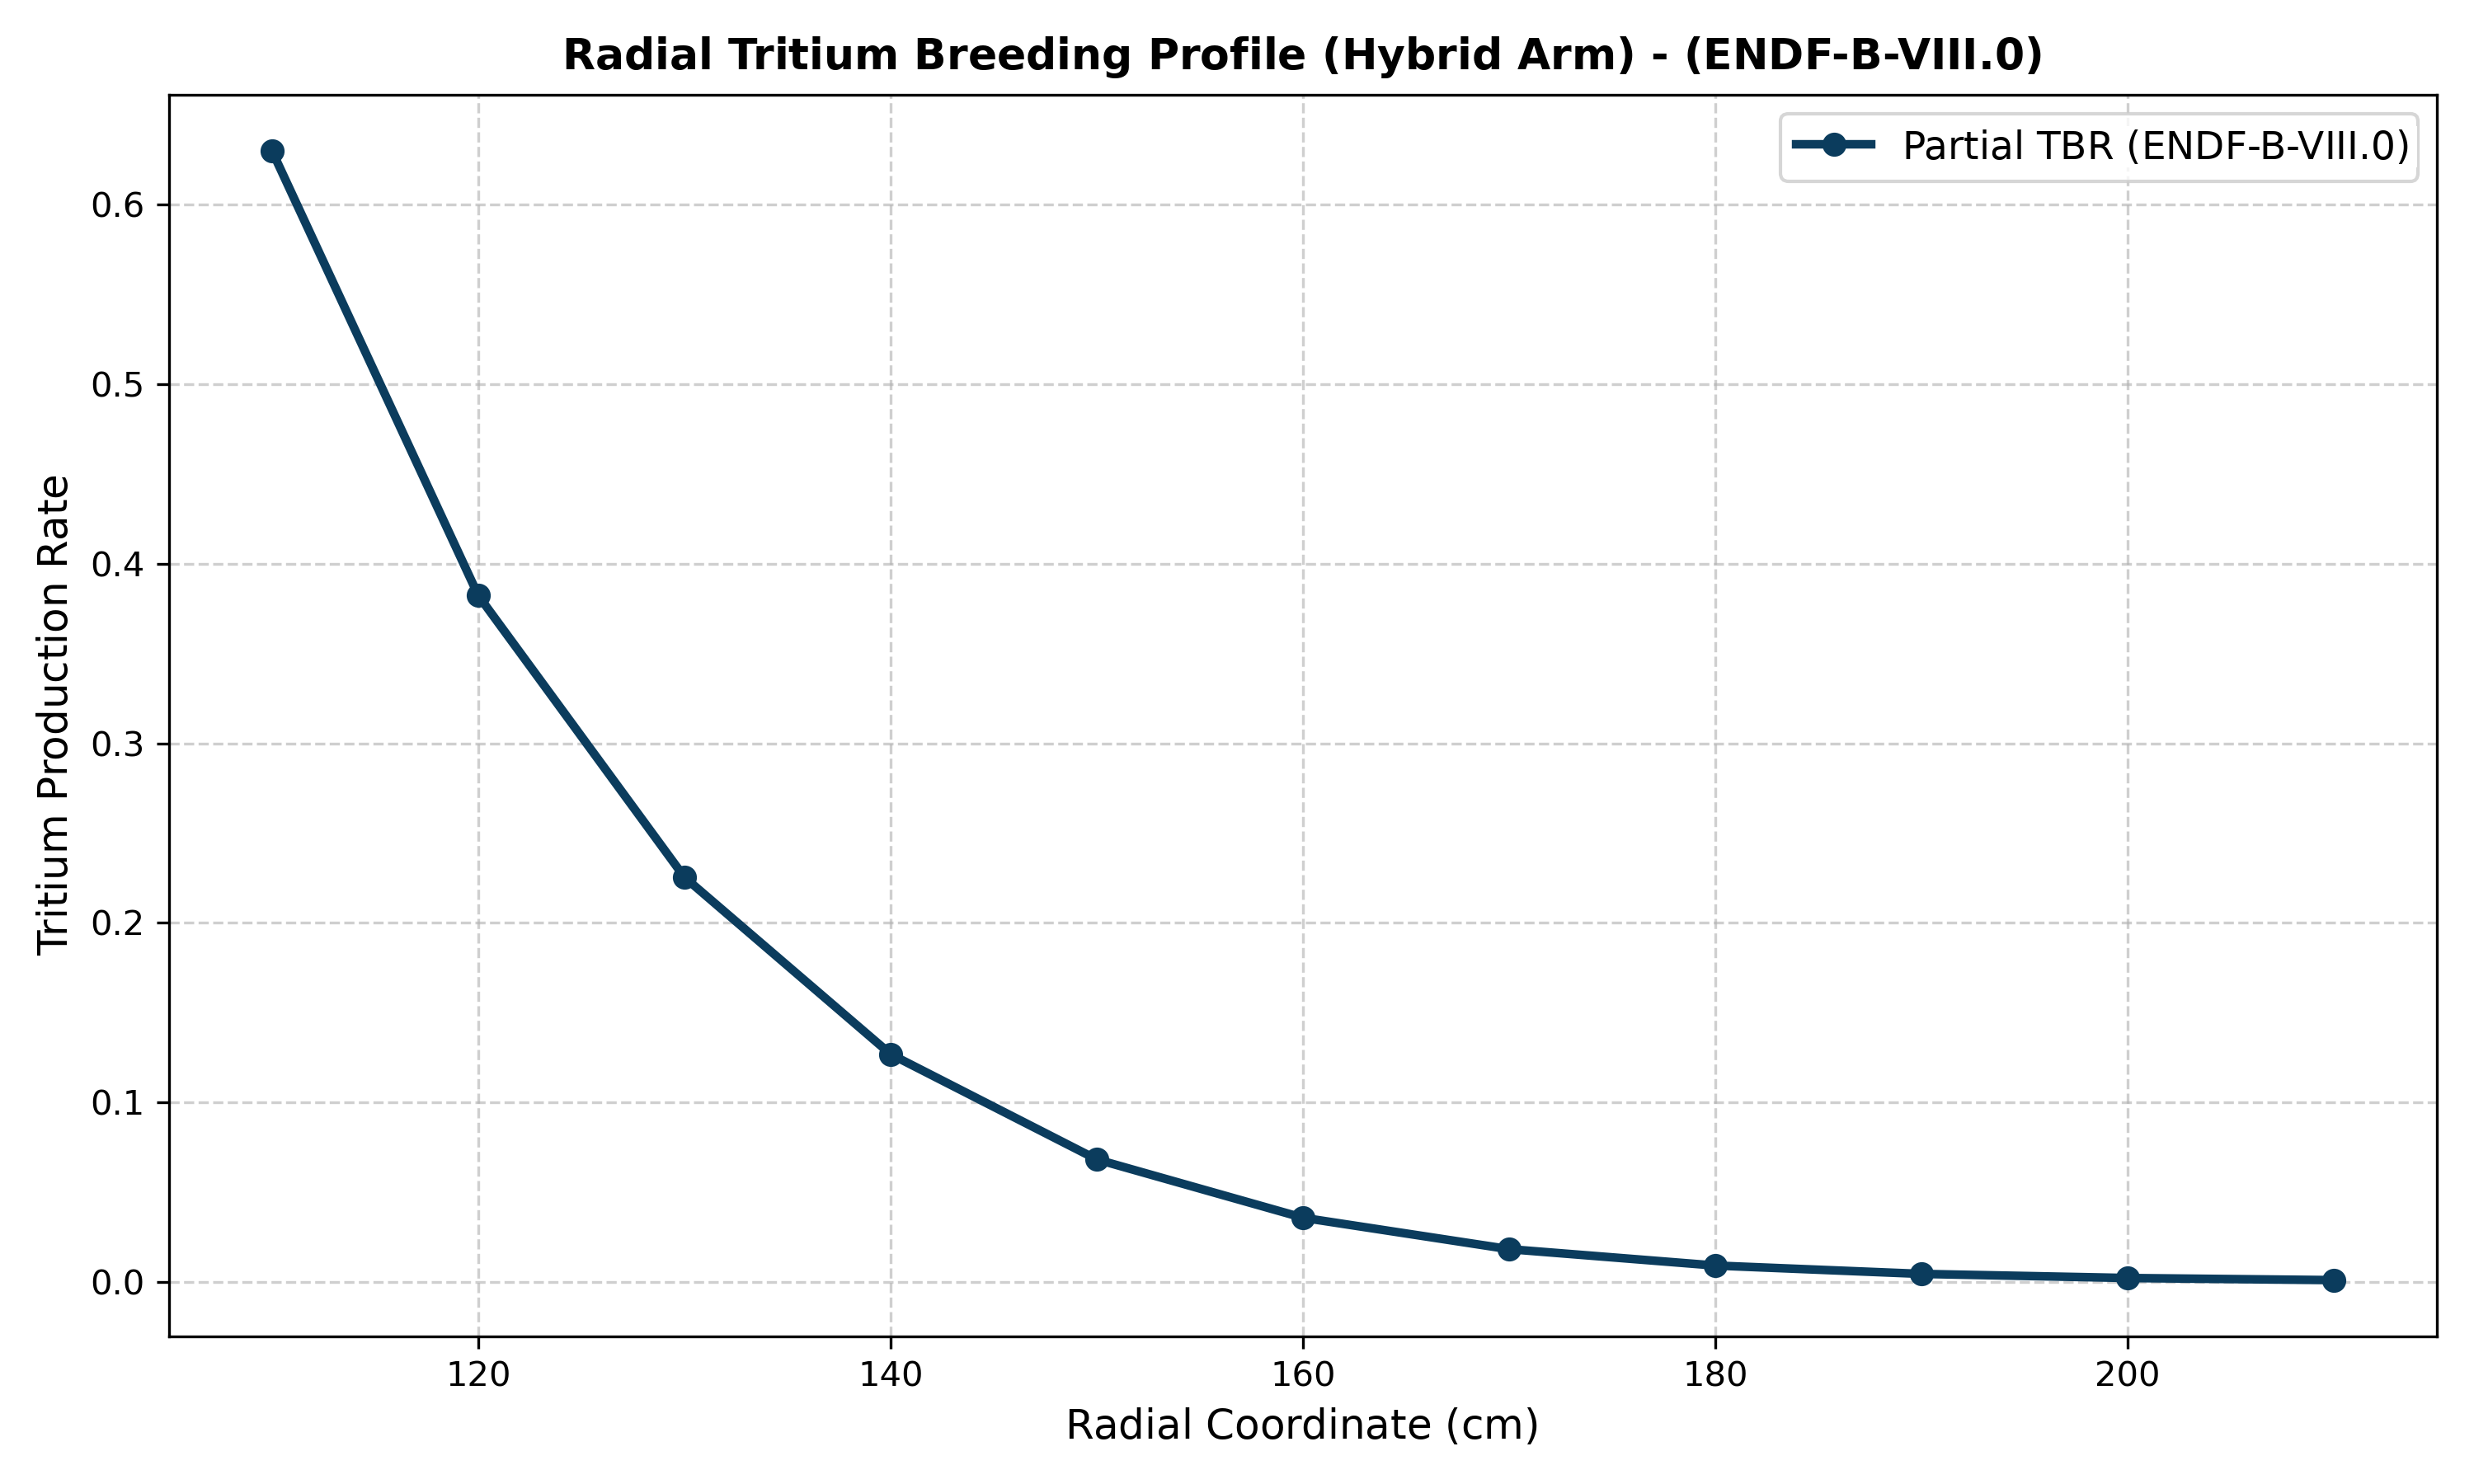 Radial Tritium Breeding Profile (Hybrid Arm) - (ENDF-B-VIII.0)
Partial TBR (ENDF-B-VIII.0)
Tritium Production Rate
0.6
0.5
0.4
0.3
0.2
0.1
0.0
120 140 160 180 200
Radial Coordinate (cm)